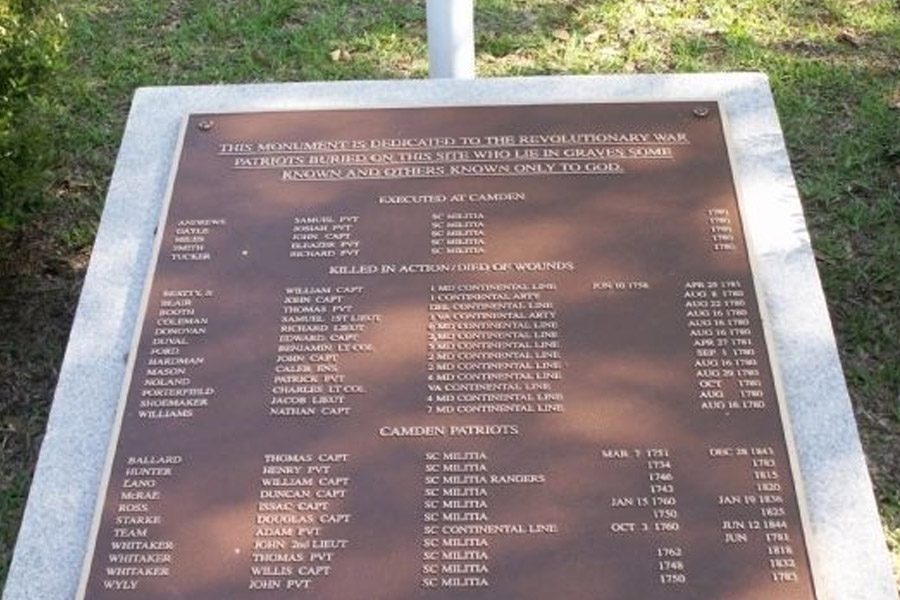 THIS MONUMENT IS DEDICATED TO THE REVOLUTIONARY WAR
PATRIOTS BURIED ON THIS SITE WHO LIE IN GRAVES SOME
KNOWN AND OTHERS KNOWN ONLY TO GOD.
EXECUTED AT CAMDEN
ANDREWS SAMUEL PVT SC MILITIA
GAYLE JOSIAH PVT SC MILITIA 1780
MILES JOHN CAPT SC MILITIA 1780
SMITH ELEAZER PVT SC MILITIA 1780
TUCKER RICHARD PVT SC MILITIA 1780
KILLED IN ACTION/DIED OF WOUNDS
BEATTY, WILLIAM CAPT 1 MD CONTINENTAL LINE JUN 10 1758 APR 25 1781
BLAIR JOHN CAPT 1 CONTINENTAL ARTY AUG 8 1780
BOOTH THOMAS PVT DEL CONTINENTAL LINE AUG 22 1780
COLEMAN SAMUEL 1ST LIEUT 1 VA CONTINENTAL ARTY AUG 16 1780
DONOVAN RICHARD LIEUT MD CONTINENTAL LINE AUG 16 1780
DUVAL EDWARD CAPT 2 MD CONTINENTAL LINE AUG 16 1780
FORD BENJAMIN LT COL 5 MD CONTINENTAL LINE APR 27 1781
HARDMAN JOHN CAPT 2 MD CONTINENTAL LINE SEP 1 1780
MASON CALEB ENS 2 MD CONTINENTAL LINE AUG 16 1780
NOLAND PATRICK PVT 4 MD CONTINENTAL LINE AUG 29 1780
PORTERFIELD CHARLES LT COL VA CONTINENTAL LINE OCT 1780
SHOEMAKER JACOB LIEUT 4 MD CONTINENTAL LINE AUG 1780
WILLIAMS NATHAN CAPT 7 MD CONTINENTAL LINE AUG 16 1780
CAMDEN PATRIOTS
BALLARD THOMAS CAPT SC MILITIA MAR 7 1751 DEC 28 1843
HUNTER HENRY PVT SC MILITIA 1754 1782
LANG WILLIAM CAPT SC MILITIA RANGERS 1746 1815
McRAE DUNCAN CAPT SC MILITIA 1743 1820
ROSS ISSAC CAPT SC MILITIA JAN 15 1760 JAN 19 1836
STARKE DOUGLAS CAPT SC MILITIA 1750 1825
TEAM ADAM PVT SC CONTINENTAL LINE OCT 3 1760 JUN 12 1844
WHITAKER JOHN 2nd LIEUT SC MILITIA JUN 1781
WHITAKER THOMAS PVT SC MILITIA 1762 1818
WHITAKER WILLIS CAPT SC MILITIA 1748 1832
WYLY JOHN PVT SC MILITIA 1750 1783